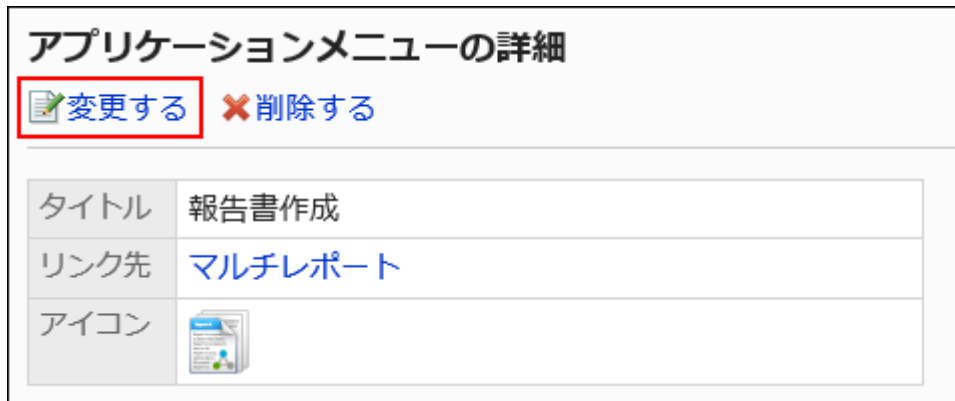 アプリケーションメニューの詳細
変更する 削除する
タイトル 報告書作成
リンク先 マルチレポート
アイコン